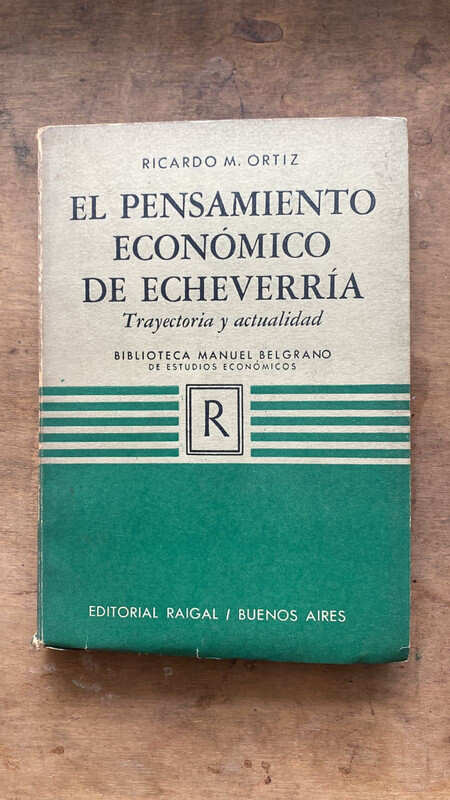 RICARDO M. ORTIZ
EL PENSAMIENTO
ECONÓMICO
DE ECHEVERRÍA
Trayectoria y actualidad
BIBLIOTECA MANUEL BELGRANO
DE ESTUDIOS ECONÓMICOS
R
EDITORIAL RAIGAL / BUENOS AIRES